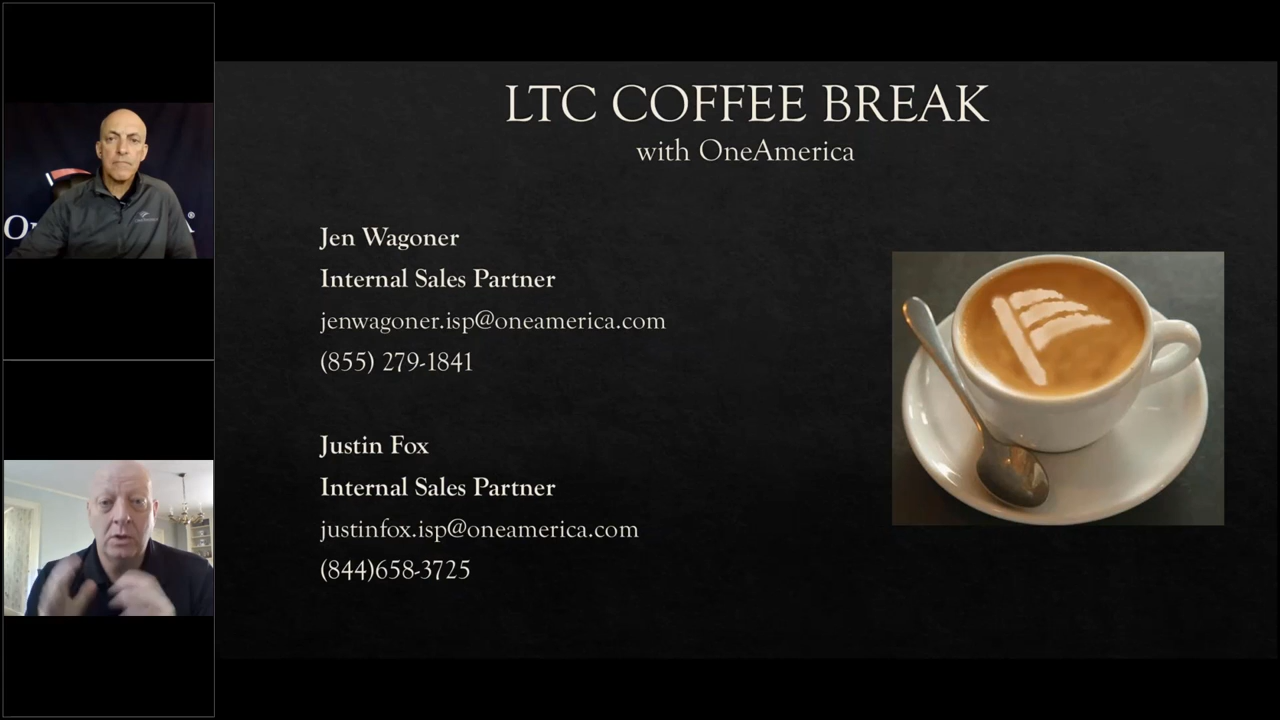 LTC COFFEE BREAK
with OneAmerica
Jen Wagoner
Internal Sales Partner
jenwagoner.isp@oneamerica.com
(855) 279-1841
Justin Fox
Internal Sales Partner
justinfox.isp@oneamerica.com
(844)658-3725